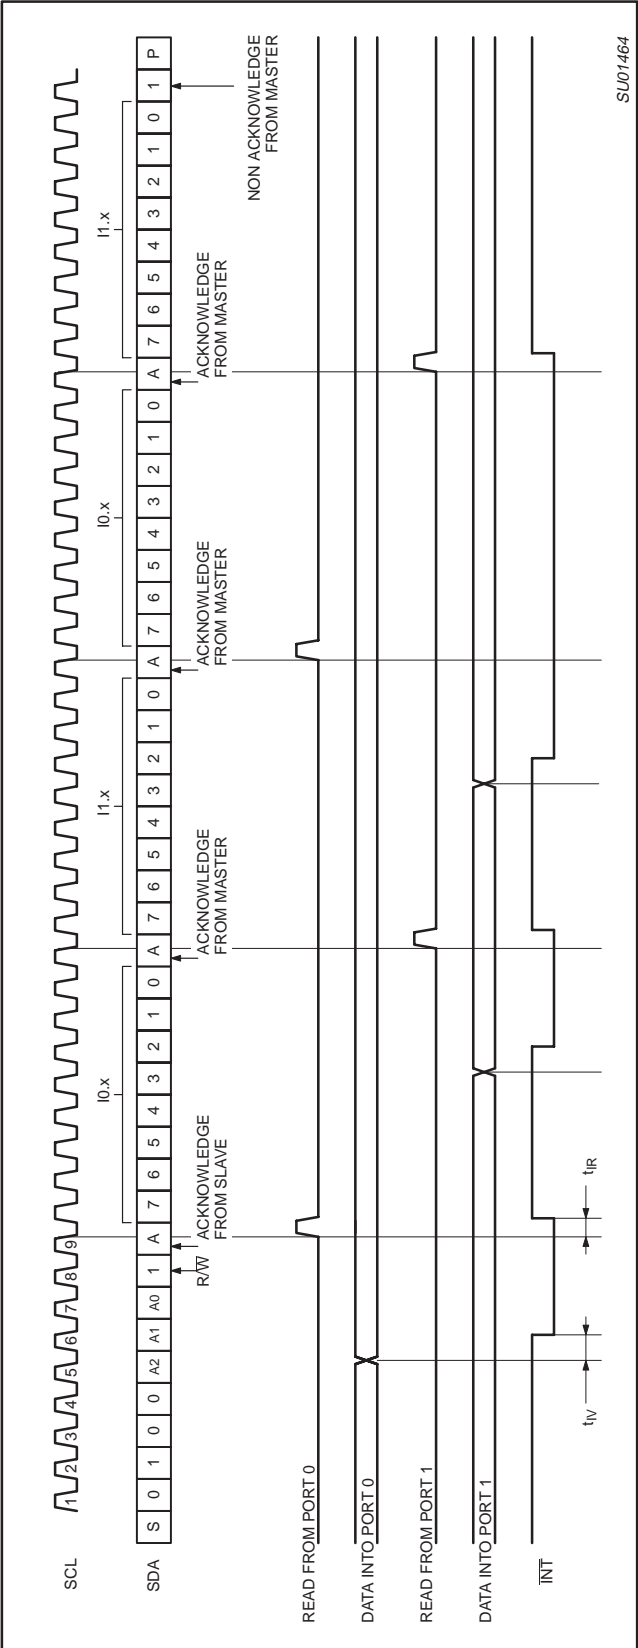 SCL
1 2 3 4 5 6 7 8 9
I0.x I1.x I0.x I1.x
SDA
S 0 1 0 0 A2 A1 A0 1 A 7 6 5 4 3 2 1 0 A 7 6 5 4 3 2 1 0 A 7 6 5 4 3 2 1 0 A 7 6 5 4 3 2 1 0 1 P
R/W̅
ACKNOWLEDGE
FROM SLAVE
ACKNOWLEDGE
FROM MASTER
ACKNOWLEDGE
FROM MASTER
ACKNOWLEDGE
FROM MASTER
NON ACKNOWLEDGE
FROM MASTER
READ FROM PORT 0
DATA INTO PORT 0
READ FROM PORT 1
DATA INTO PORT 1
I̅N̅T̅
tIV
tIR
SU01464